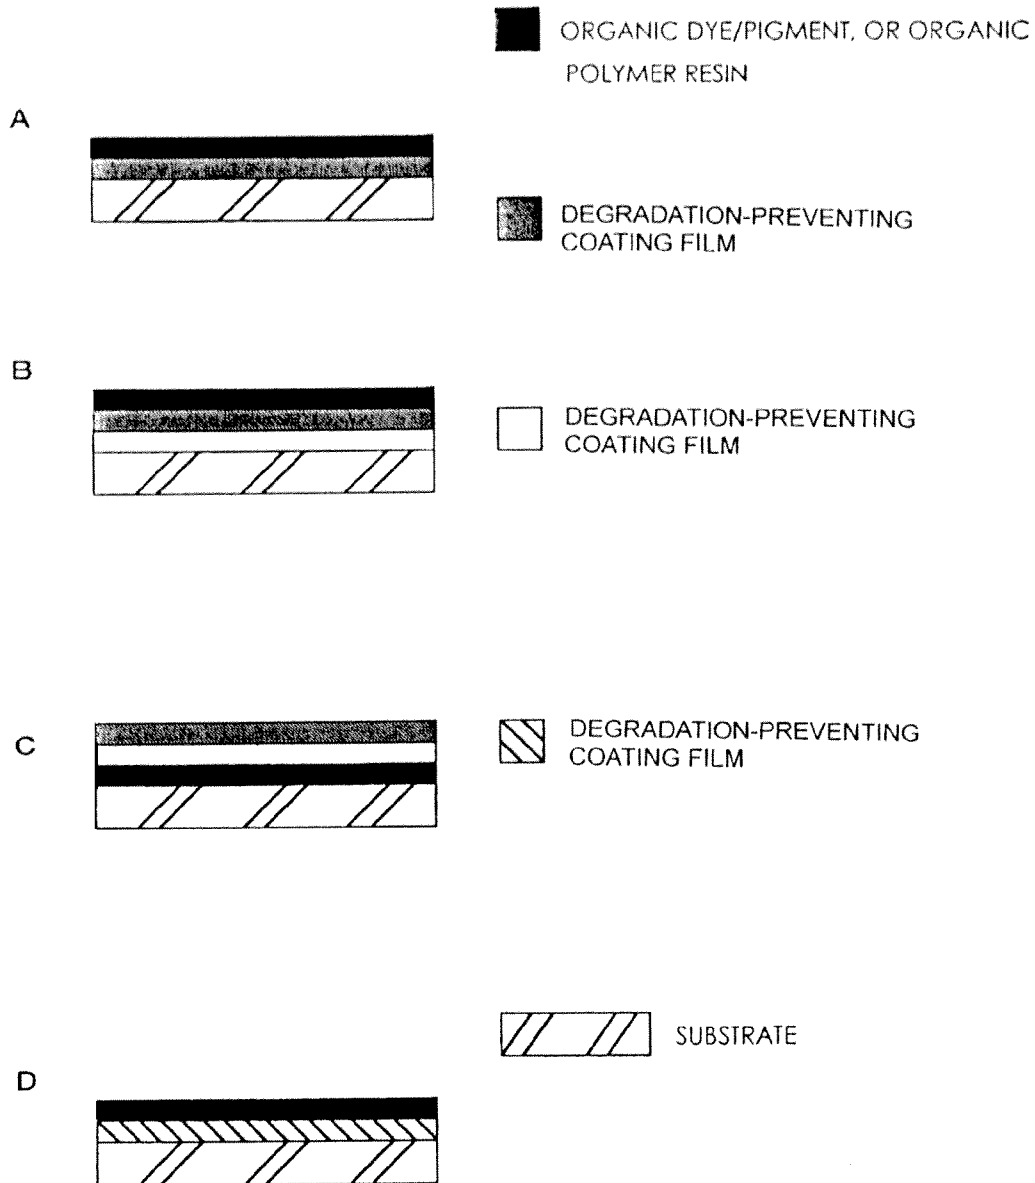 ORGANIC DYE/PIGMENT, OR ORGANIC
POLYMER RESIN
A
DEGRADATION-PREVENTING
COATING FILM
B
DEGRADATION-PREVENTING
COATING FILM
C
DEGRADATION-PREVENTING
COATING FILM
SUBSTRATE
D